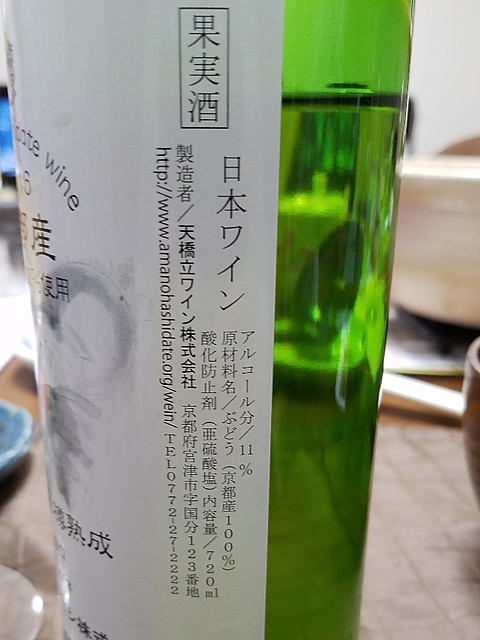 果実酒
日本ワイン
アルコール分/11%
原材料名/ぶどう(京都産100%)
酸化防止剤(亜硫酸塩)内容量/720ml
製造者/天橋立ワイン株式会社 京都府宮津市字国分123番地
http://www.amanohashidate.org/wein/ TEL0772-27-2222
wine
産
使用
熟成